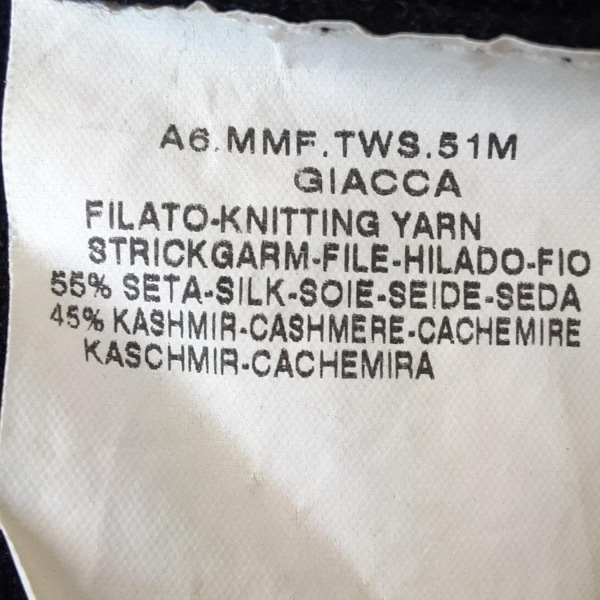 A6.MMF.TWS.51M
GIACCA
FILATO-KNITTING YARN
STRICKGARM-FILE-HILADO-FIO
55% SETA-SILK-SOIE-SEIDE-SEDA
45% KASHMIR-CASHMERE-CACHEMIRE
KASCHMIR-CACHEMIRA